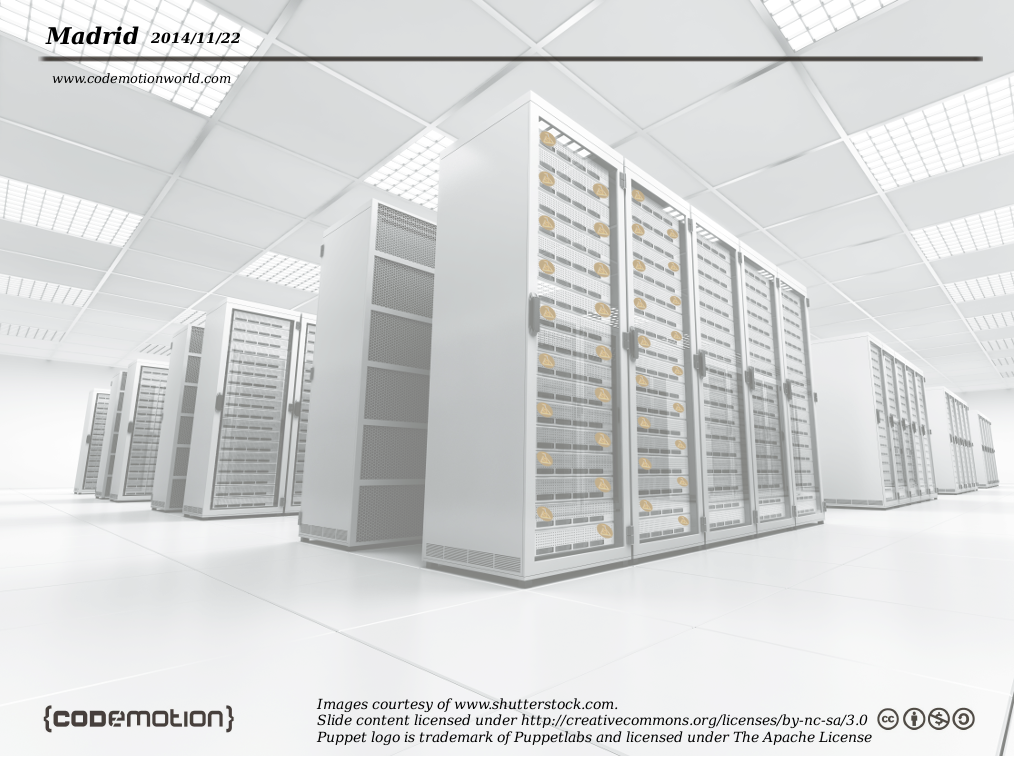 Madrid 2014/11/22
www.codemotionworld.com
{CODEMOTION}
Images courtesy of www.shutterstock.com.
Slide content licensed under http://creativecommons.org/licenses/by-nc-sa/3.0
Puppet logo is trademark of Puppetlabs and licensed under The Apache License
cc